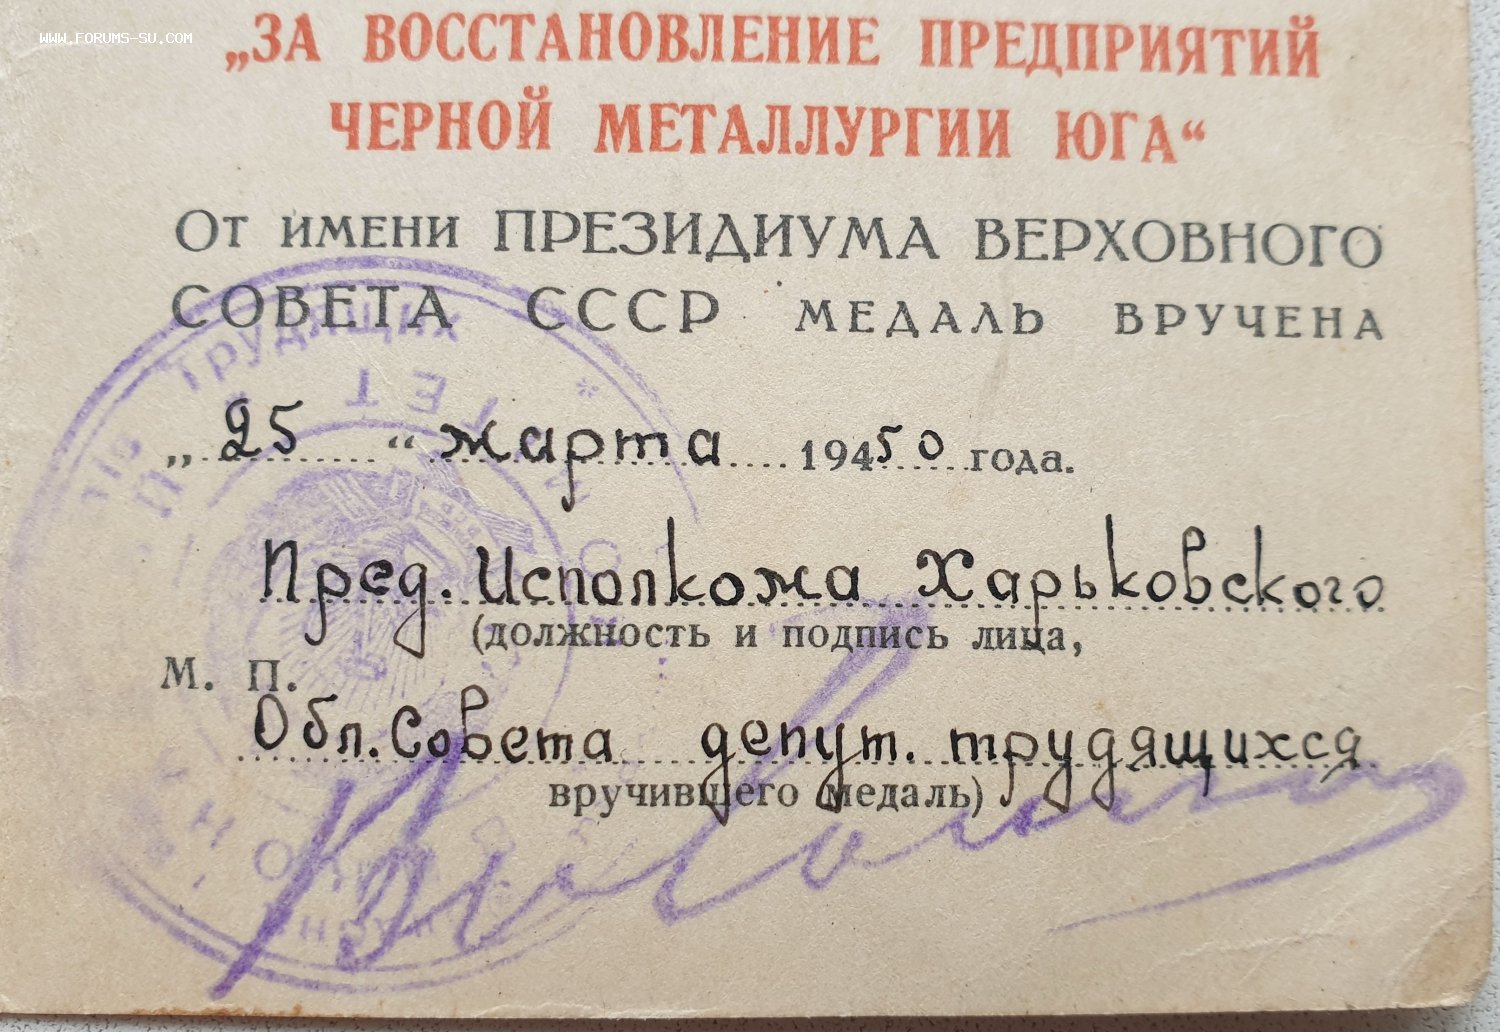 WWW.FORUMS-SU.COM
„ЗА ВОССТАНОВЛЕНИЕ ПРЕДПРИЯТИЙ
ЧЕРНОЙ МЕТАЛЛУРГИИ ЮГА“
От имени ПРЕЗИДИУМА ВЕРХОВНОГО
СОВЕТА СССР МЕДАЛЬ ВРУЧЕНА
„25“ марта 19450 года.
Пред. Исполкома Харьковского
(должность и подпись лица,
М. П.
Обл. Совета депут. трудящихся
вручившего медаль)